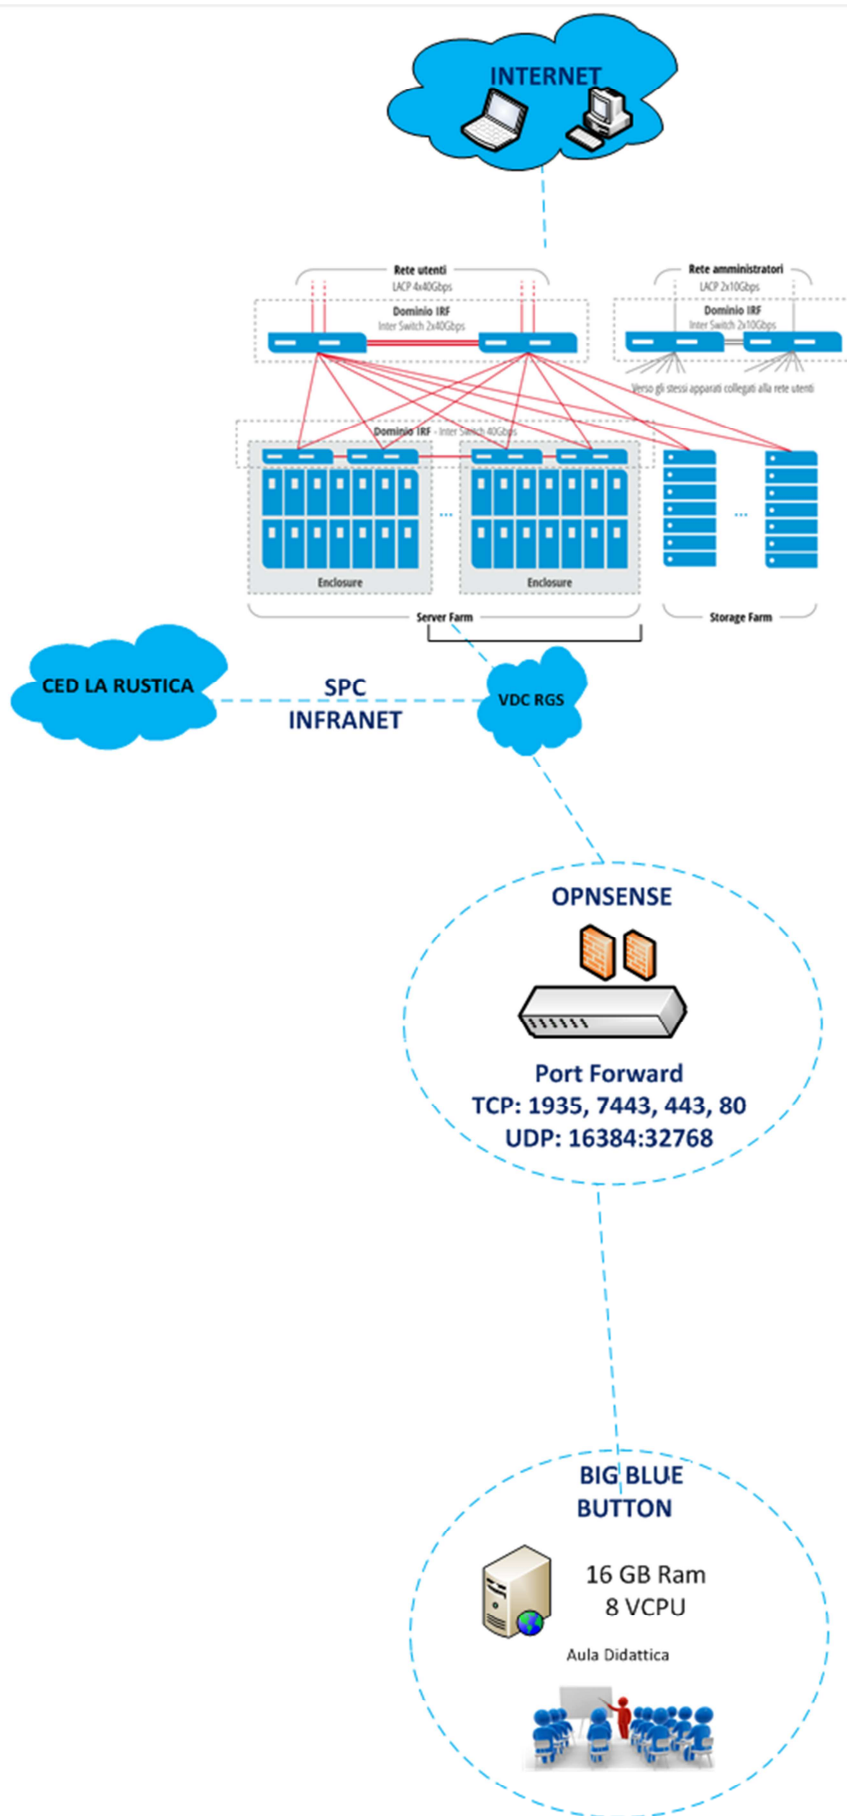 INTERNET
Rete utenti
LACP 4x40Gbps
Dominio IRF
Inter Switch 2x40Gbps
Rete amministratori
LACP 2x10Gbps
Dominio IRF
Inter Switch 2x10Gbps
Verso gli stessi apparati collegati alla rete utenti
Dominio IRF - Inter Switch 40Gbps
...
...
Enclosure
Enclosure
Server Farm
Storage Farm
CED LA RUSTICA
SPC
INFRANET
VDC RGS
OPNSENSE
Port Forward
TCP: 1935, 7443, 443, 80
UDP: 16384:32768
BIG BLUE
BUTTON
16 GB Ram
8 VCPU
Aula Didattica